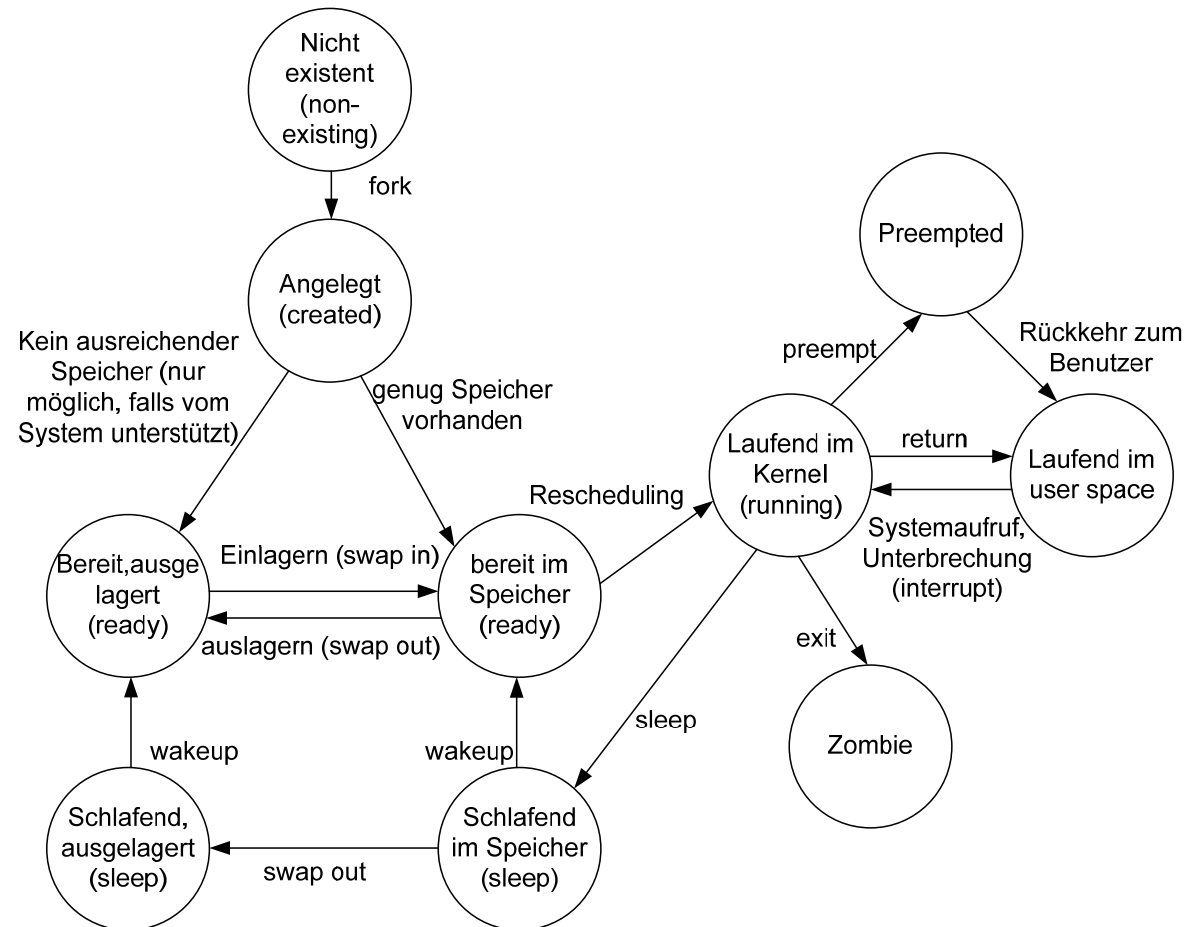 Nicht
existent
(non-
existing)
fork
Angelegt
(created)
Preempted
Kein ausreichender
Speicher (nur
möglich, falls vom
System unterstützt)
genug Speicher
vorhanden
preempt
Rückkehr zum
Benutzer
Laufend im
Kernel
(running)
return
Laufend im
user space
Systemaufruf,
Unterbrechung
(interrupt)
Rescheduling
Bereit,ausge
lagert
(ready)
Einlagern (swap in)
auslagern (swap out)
bereit im
Speicher
(ready)
exit
sleep
Zombie
wakeup
wakeup
Schlafend,
ausgelagert
(sleep)
swap out
Schlafend
im Speicher
(sleep)